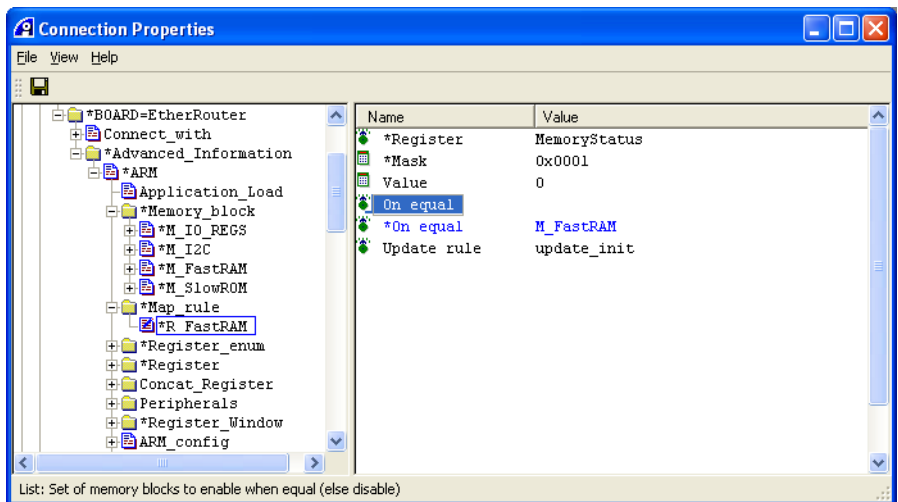 Connection Properties
File View Help
*BOARD=EtherRouter
Connect_with
*Advanced_Information
*ARM
Application_Load
*Memory_block
*M_IO_REGS
*M_I2C
*M_FastRAM
*M_SlowROM
*Map_rule
*R_FastRAM
*Register_enum
*Register
Concat_Register
Peripherals
*Register_Window
ARM_config
Name Value
*Register MemoryStatus
*Mask 0x0001
Value 0
On equal
*On equal M_FastRAM
Update rule update_init
List: Set of memory blocks to enable when equal (else disable)